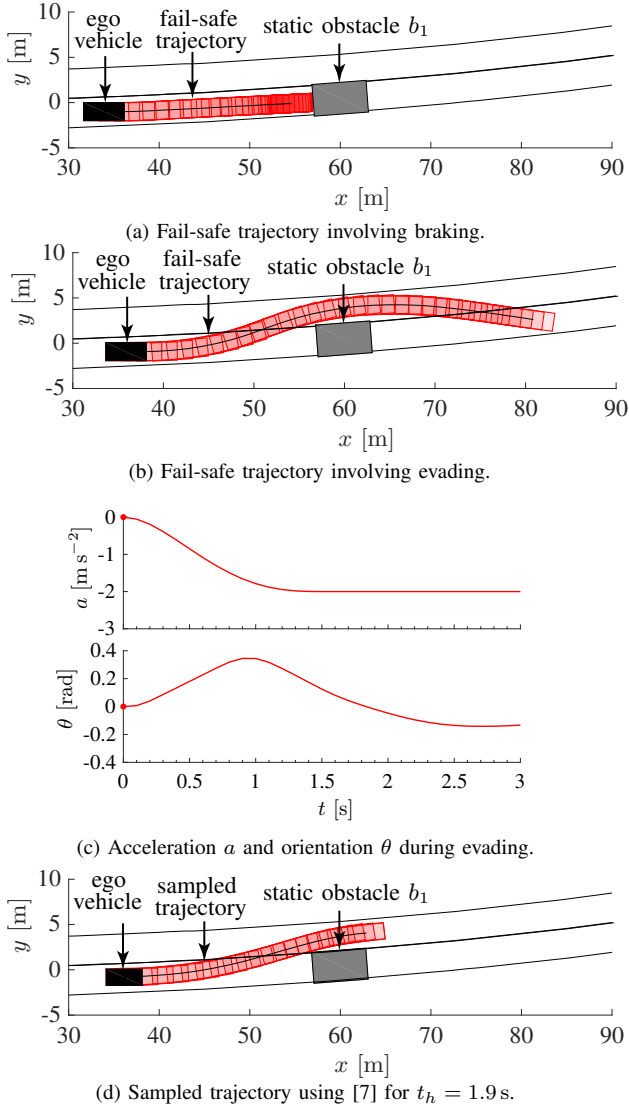 ego vehicle
fail-safe trajectory
static obstacle b₁
10
5
0
-5
y [m]
30 40 50 60 70 80 90
x [m]
(a) Fail-safe trajectory involving braking.
ego vehicle
fail-safe trajectory
static obstacle b₁
10
5
0
-5
y [m]
30 40 50 60 70 80 90
x [m]
(b) Fail-safe trajectory involving evading.
0
-1
-2
-3
a [m s⁻²]
0.4
0.2
0
-0.2
-0.4
θ [rad]
0 0.5 1 1.5 2 2.5 3
t [s]
(c) Acceleration a and orientation θ during evading.
ego vehicle
sampled trajectory
static obstacle b₁
10
5
0
-5
y [m]
30 40 50 60 70 80 90
x [m]
(d) Sampled trajectory using [7] for tₕ = 1.9 s.